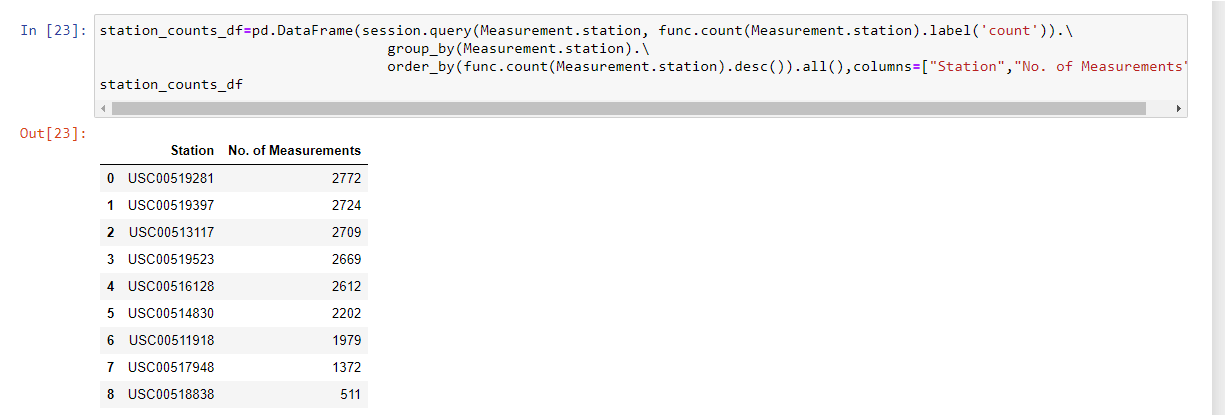 In [23]: station_counts_df=pd.DataFrame(session.query(Measurement.station, func.count(Measurement.station).label('count')).\
group_by(Measurement.station).\
order_by(func.count(Measurement.station).desc()).all(),columns=["Station","No. of Measurements"
station_counts_df
Out[23]:
Station No. of Measurements
0 USC00519281 2772
1 USC00519397 2724
2 USC00513117 2709
3 USC00519523 2669
4 USC00516128 2612
5 USC00514830 2202
6 USC00511918 1979
7 USC00517948 1372
8 USC00518838 511